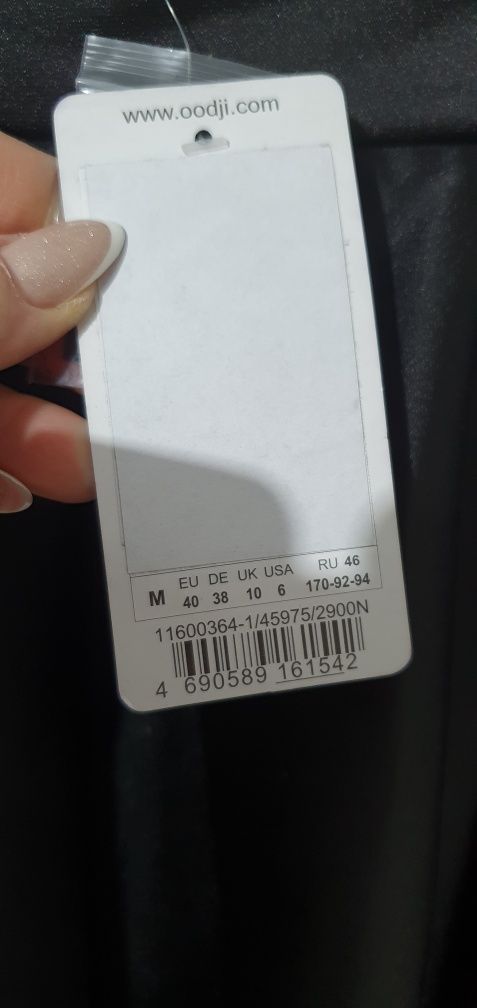 www.oodji.com
M EU DE UK USA RU 46
40 38 10 6 170-92-94
11600364-1/45975/2900N
4 690589 161542